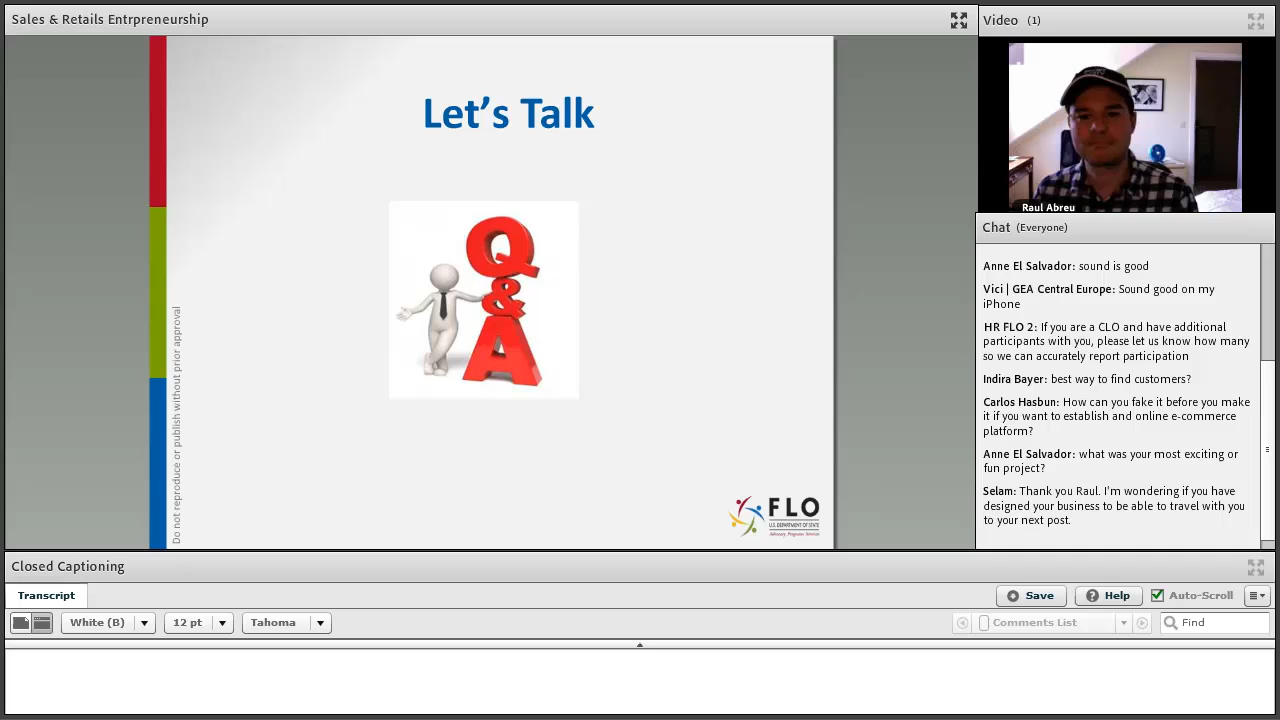 Sales & Retails Entrpreneurship
Let's Talk
Q
&
A
Do not reproduce or publish without prior approval
FLO
U.S. DEPARTMENT OF STATE
Advocacy, Programs, Services
Video (1)
Raul Abreu
Chat (Everyone)
Anne El Salvador: sound is good
Vici | GEA Central Europe: Sound good on my
iPhone
HR FLO 2: If you are a CLO and have additional
participants with you, please let us know how many
so we can accurately report participation
Indira Bayer: best way to find customers?
Carlos Hasbun: How can you fake it before you make
it if you want to establish and online e-commerce
platform?
Anne El Salvador: what was your most exciting or
fun project?
Selam: Thank you Raul. I'm wondering if you have
designed your business to be able to travel with you
to your next post.
Closed Captioning
Transcript
Save
Help
Auto-Scroll
White (B)
12 pt
Tahoma
Comments List
Find